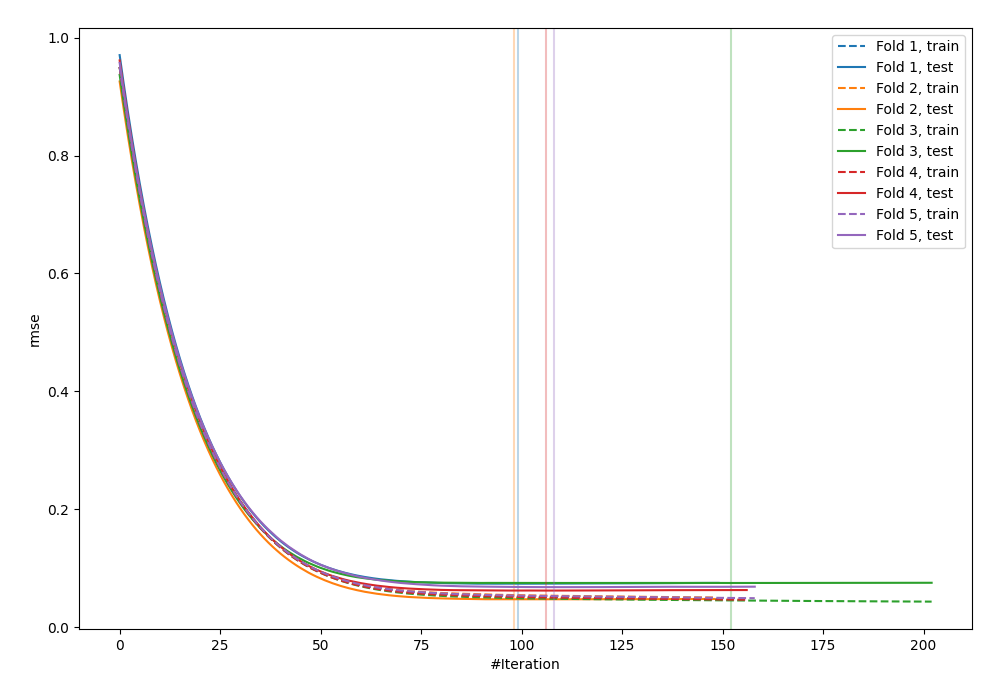 1.0
0.8
0.6
0.4
0.2
0.0
rmse
0 25 50 75 100 125 150 175 200
#Iteration
Fold 1, train
Fold 1, test
Fold 2, train
Fold 2, test
Fold 3, train
Fold 3, test
Fold 4, train
Fold 4, test
Fold 5, train
Fold 5, test